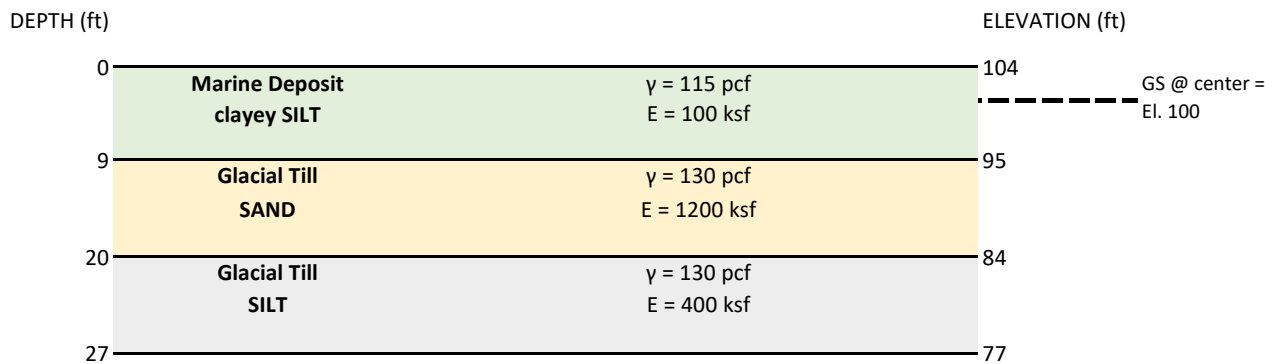 DEPTH (ft) ELEVATION (ft)
0 104
Marine Deposit γ = 115 pcf GS @ center =
clayey SILT E = 100 ksf El. 100
9 95
Glacial Till γ = 130 pcf
SAND E = 1200 ksf
20 84
Glacial Till γ = 130 pcf
SILT E = 400 ksf
27 77